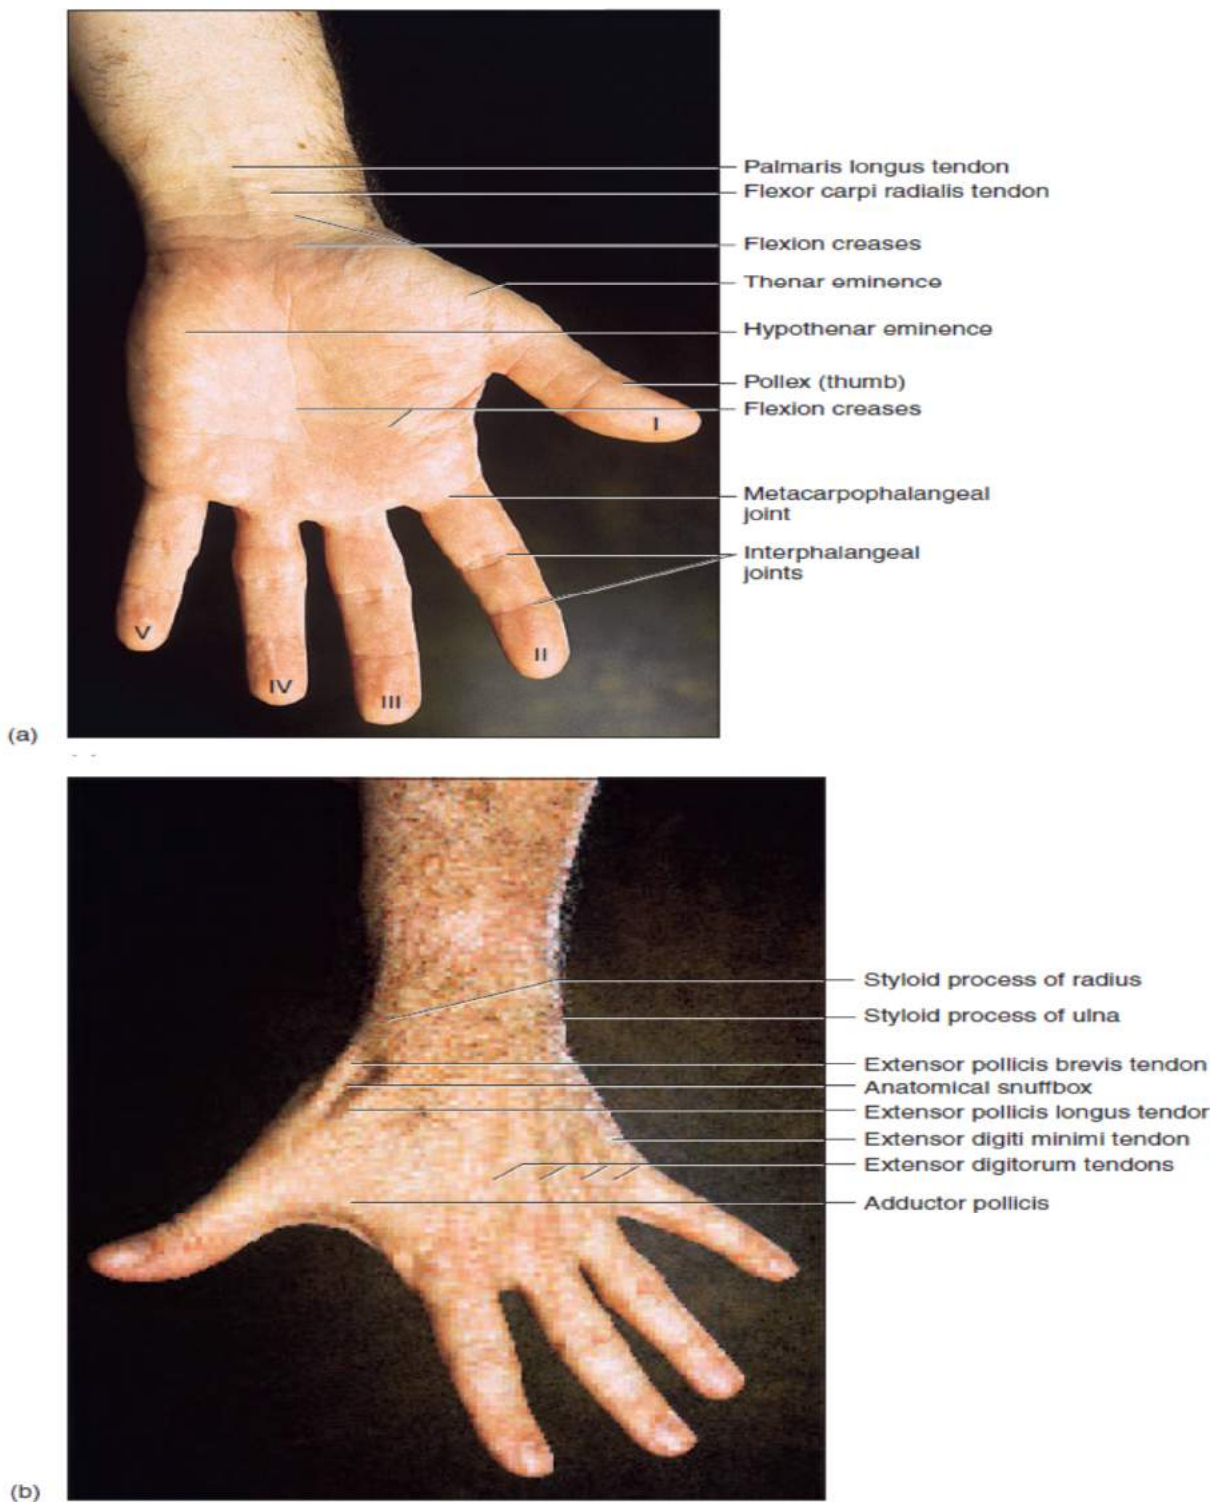 Palmaris longus tendon
Flexor carpi radialis tendon
Flexion creases
Thenar eminence
Hypothenar eminence
Pollex (thumb)
Flexion creases
I
Metacarpophalangeal
joint
Interphalangeal
joints
V
II
IV
III
(a)
Styloid process of radius
Styloid process of ulna
Extensor pollicis brevis tendon
Anatomical snuffbox
Extensor pollicis longus tendor
Extensor digiti minimi tendon
Extensor digitorum tendons
Adductor pollicis
(b)